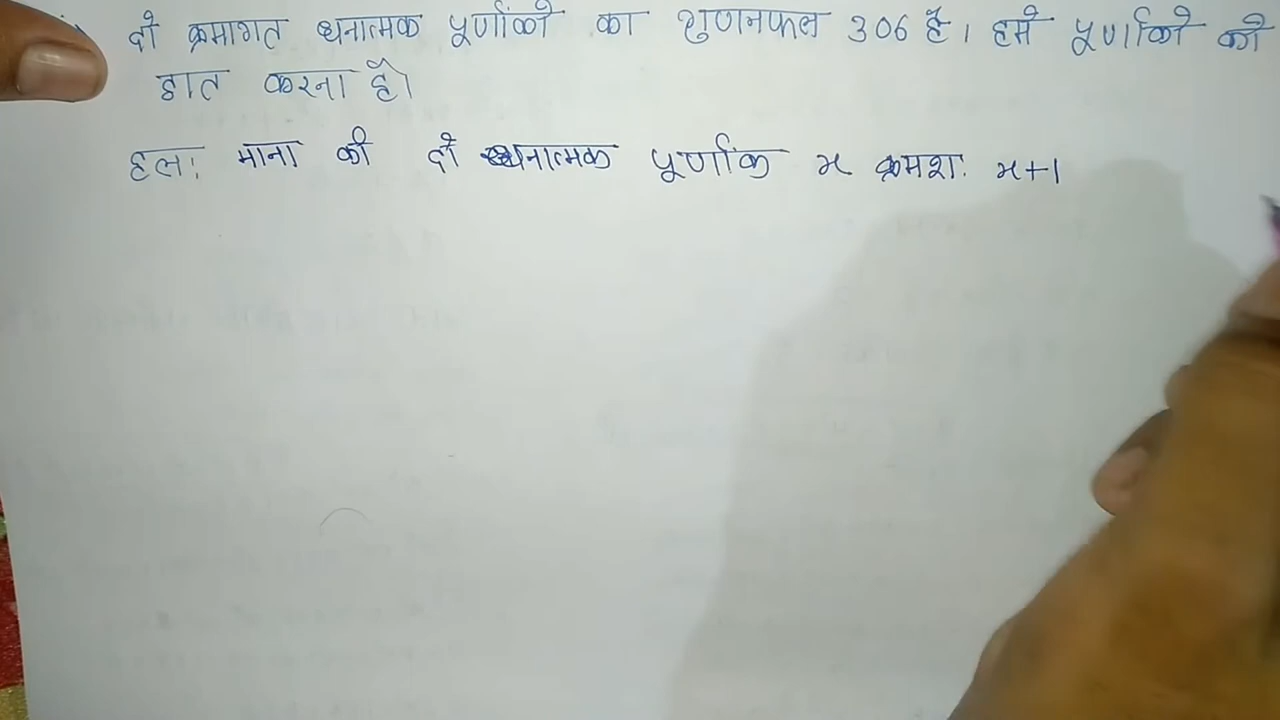 दो क्रमागत धनात्मक पूर्णांको का गुणनफल 306 है। हमे पूर्णाको को
ज्ञात करना है।
हल: माना की दो धनात्मक पूर्णांक x क्रमश: x+1